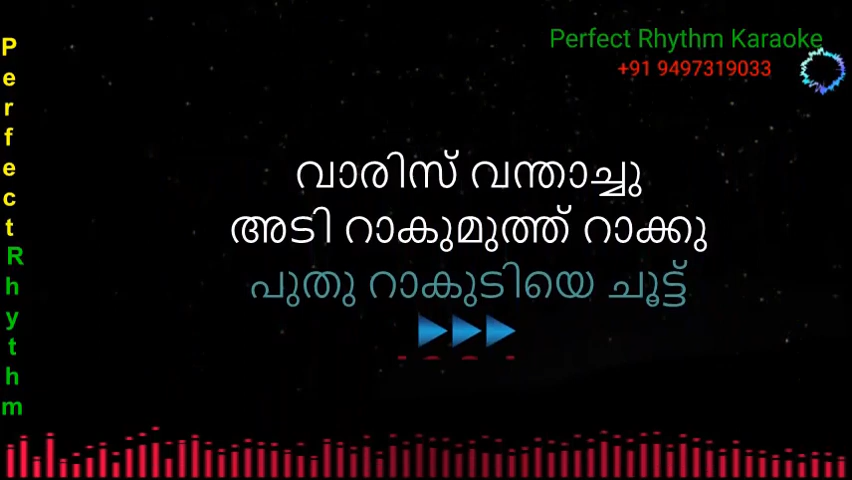 Perfect Rhythm Karaoke
+91 9497319033
വാരിസ് വന്താച്ചു
അടി റാകുമുത്ത് റാക്കു
പുതു റാകുടിയെ ചൂട്ട്
Perfect Rhythm